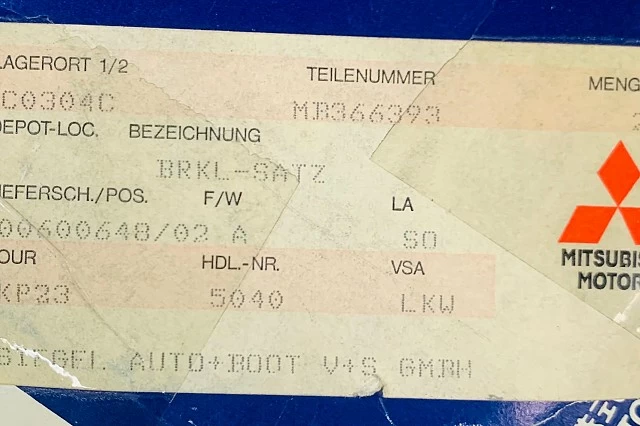 LAGERORT 1/2 TEILENUMMER MENG
C0304C MB366393
DEPOT-LOC. BEZEICHNUNG
BRKL-SATZ
IEFERSCH./POS. F/W LA
00600648/02 A SO
OUR HDL.-NR. VSA
KP23 5040 LKW
SIEGEL AUTO+BOOT V+S GMBH
MITSUBIS
MOTOR